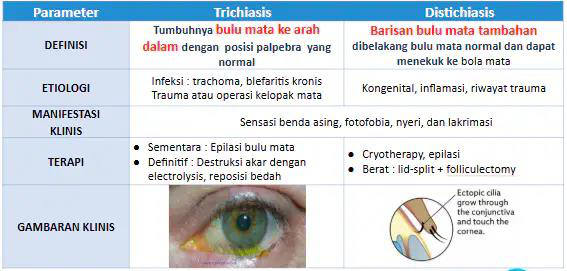 Parameter
Trichiasis
Distichiasis
DEFINISI
Tumbuhnya bulu mata ke arah
dalam dengan posisi palpebra yang
normal
Barisan bulu mata tambahan
dibelakang bulu mata normal dan dapat
menekuk ke bola mata
ETIOLOGI
Infeksi : trachoma, blefaritis kronis
Trauma atau operasi kelopak mata
Kongenital, inflamasi, riwayat trauma
MANIFESTASI
KLINIS
Sensasi benda asing, fotofobia, nyeri, dan lakrimasi
TERAPI
● Sementara : Epilasi bulu mata
● Definitif : Destruksi akar dengan
electrolysis, reposisi bedah
● Cryotherapy, epilasi
● Berat : lid-split + folliculectomy
GAMBARAN KLINIS
Ectopic cilia
grow through
the conjunctiva
and touch the
cornea.